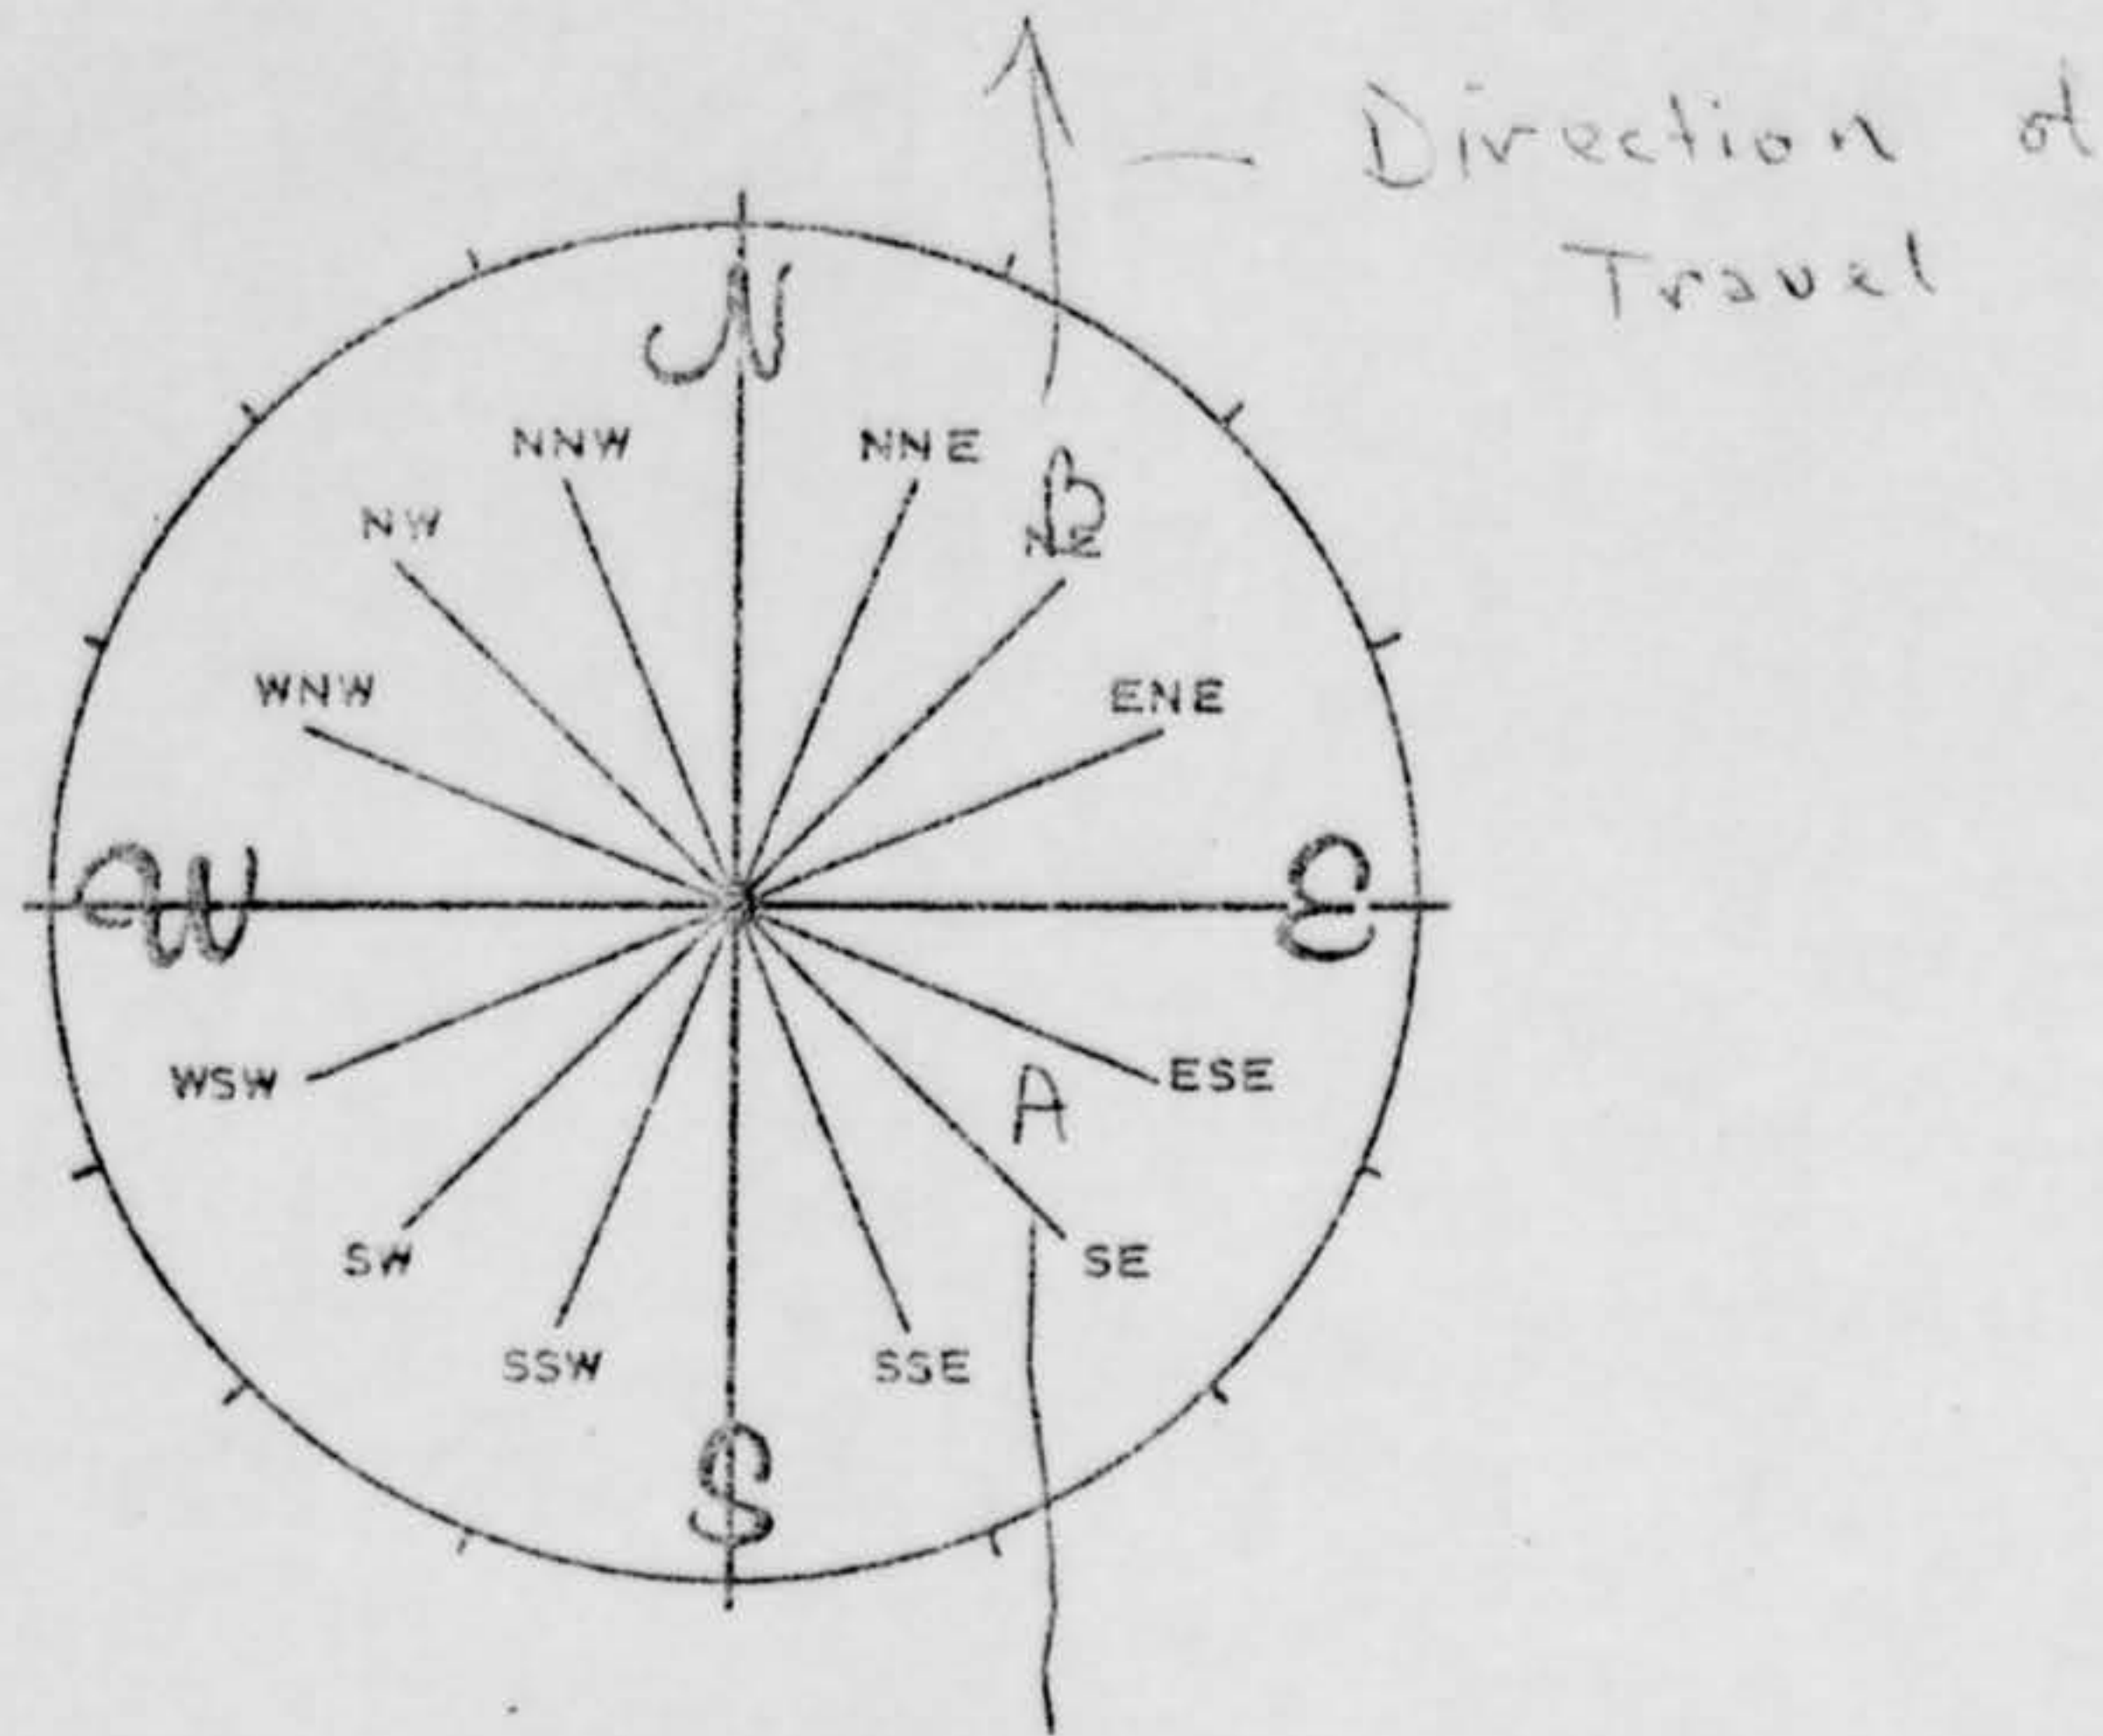 Direction of
Travel
N
NNW
NNE
NW
B
NE
WNW
ENE
W
E
WSW
A
ESE
SW
SE
SSW
SSE
S